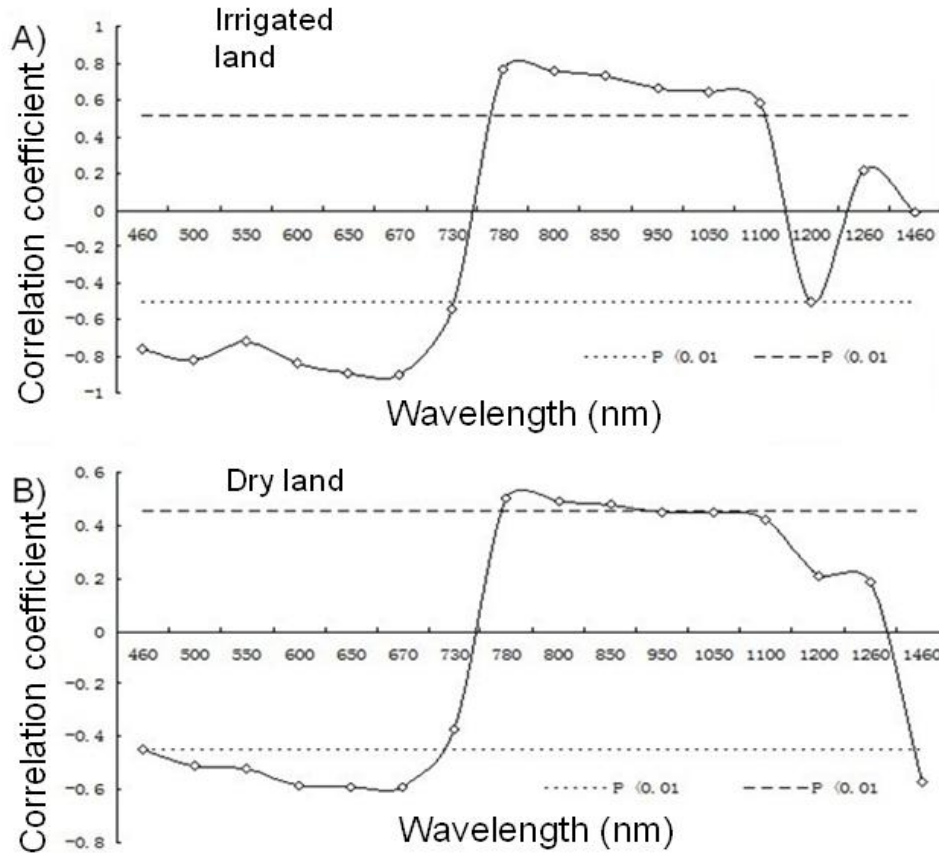 A)
Irrigated
land
Correlation coefficient
1
0.8
0.6
0.4
0.2
0
-0.2
-0.4
-0.6
-0.8
-1
460 500 550 600 650 670 730 780 800 850 950 1050 1100 1200 1260 1460
P <0.01 P <0.01
Wavelength (nm)
B)
Dry land
Correlation coefficient
0.6
0.4
0.2
0
-0.2
-0.4
-0.6
-0.8
460 500 550 600 650 670 730 780 800 850 950 1050 1100 1200 1260 1460
P <0.01 P <0.01
Wavelength (nm)